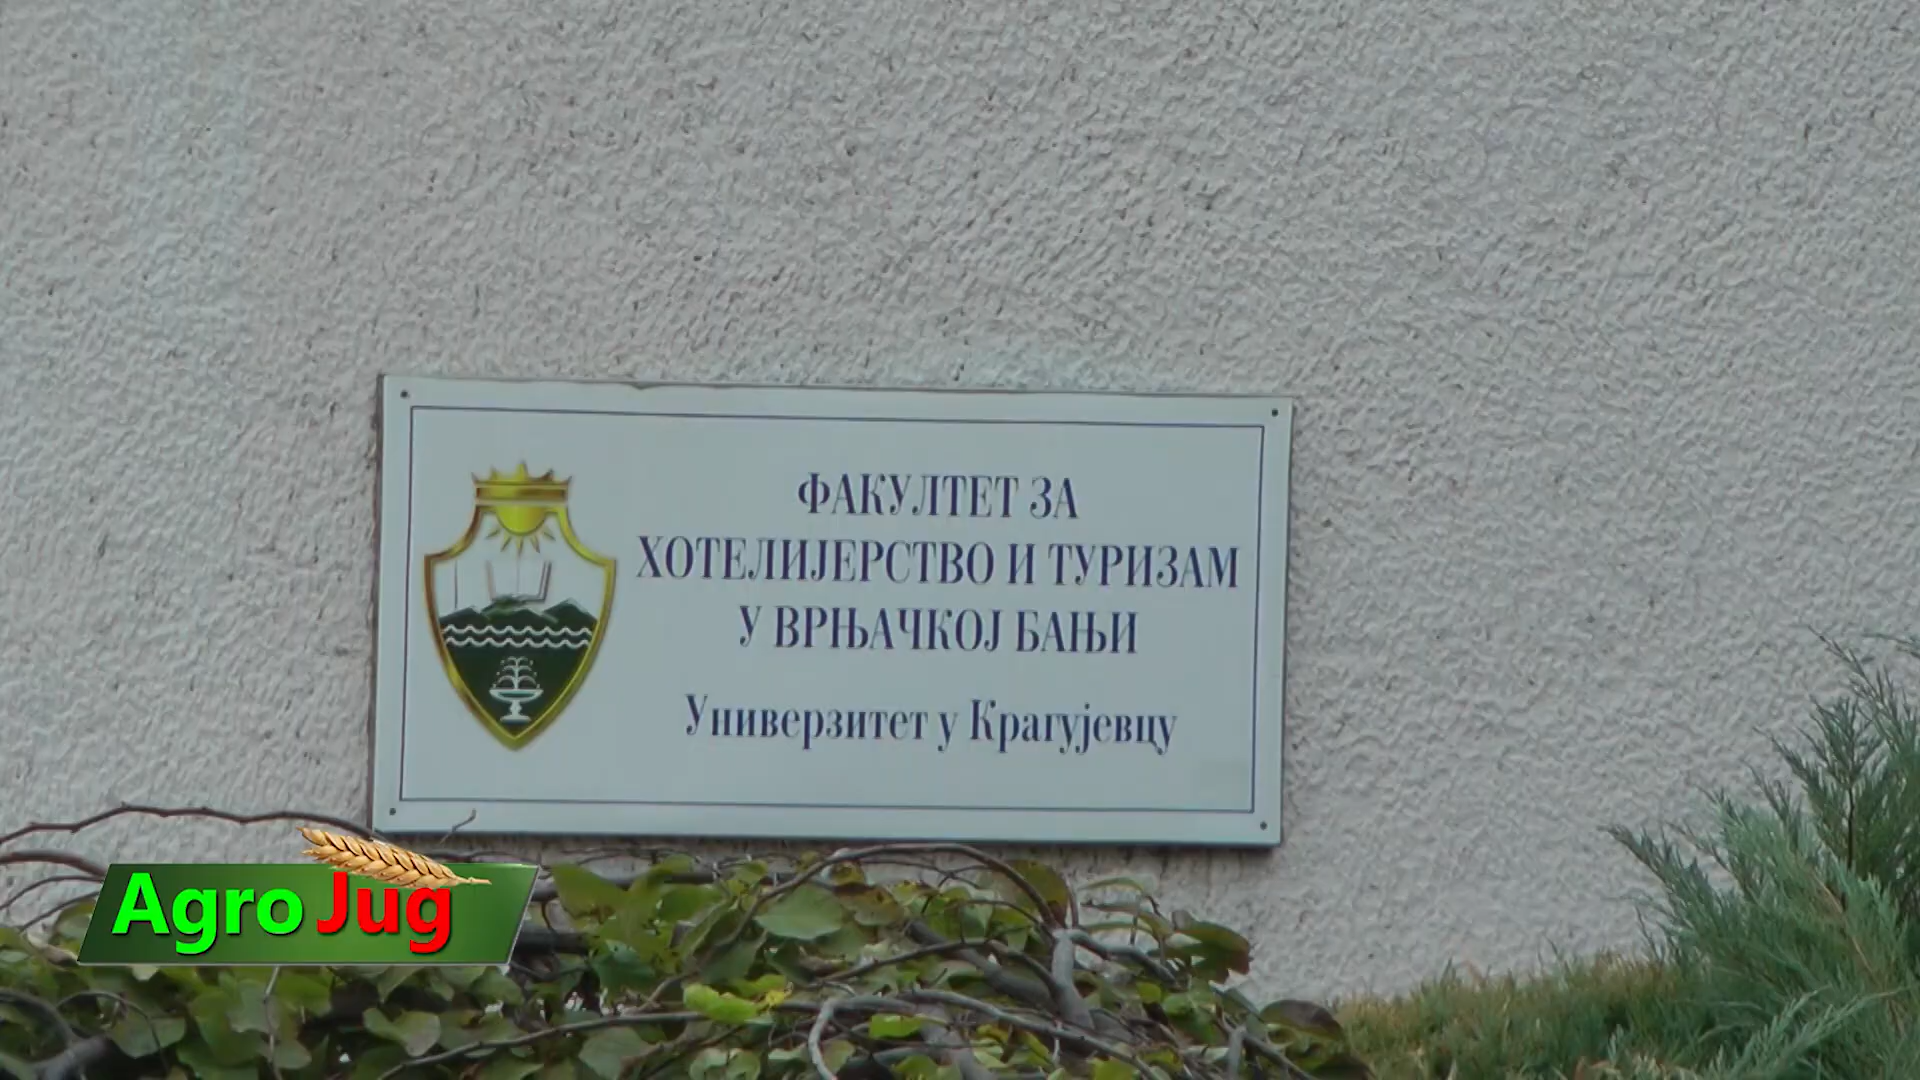 ФАКУЛТЕТ ЗА
ХОТЕЛИЈЕРСТВО И ТУРИЗАМ
У ВРЊАЧКОЈ БАЊИ
Универзитет у Крагујевцу
Agro Jug